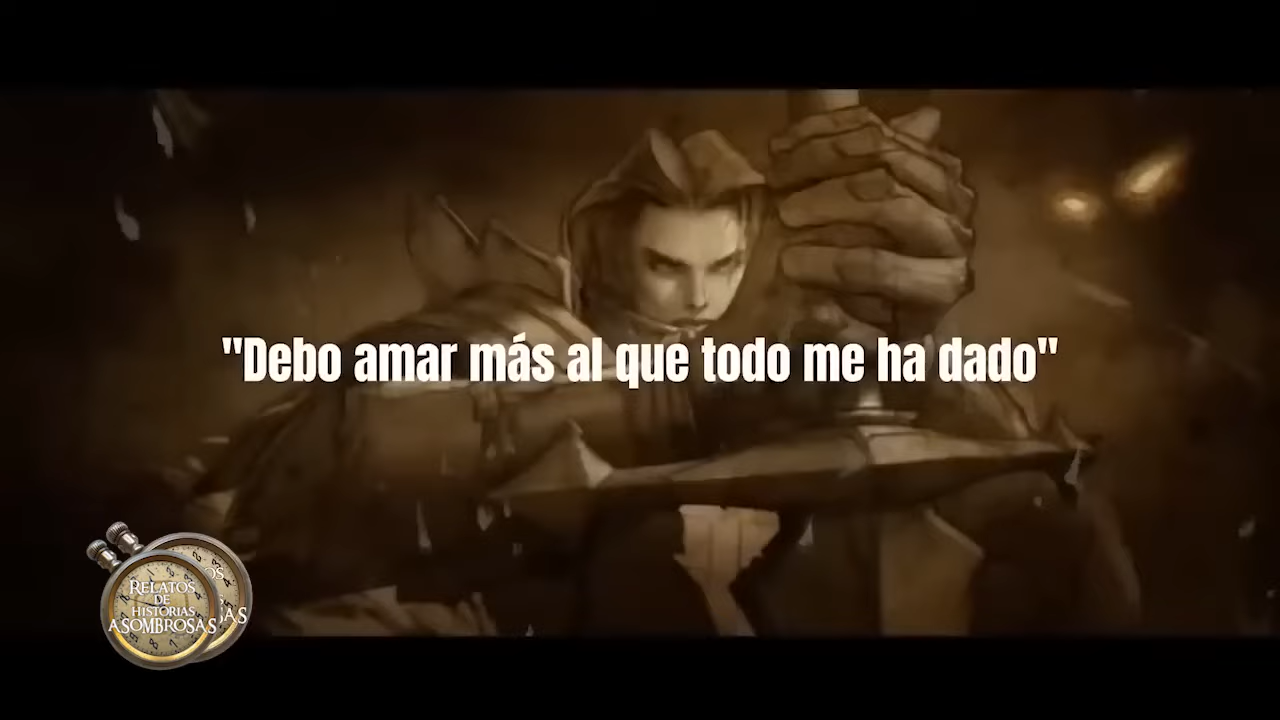 "Debo amar más al que todo me ha dado"
RELATOS
DE
HISTORIAS
ASOMBROSAS